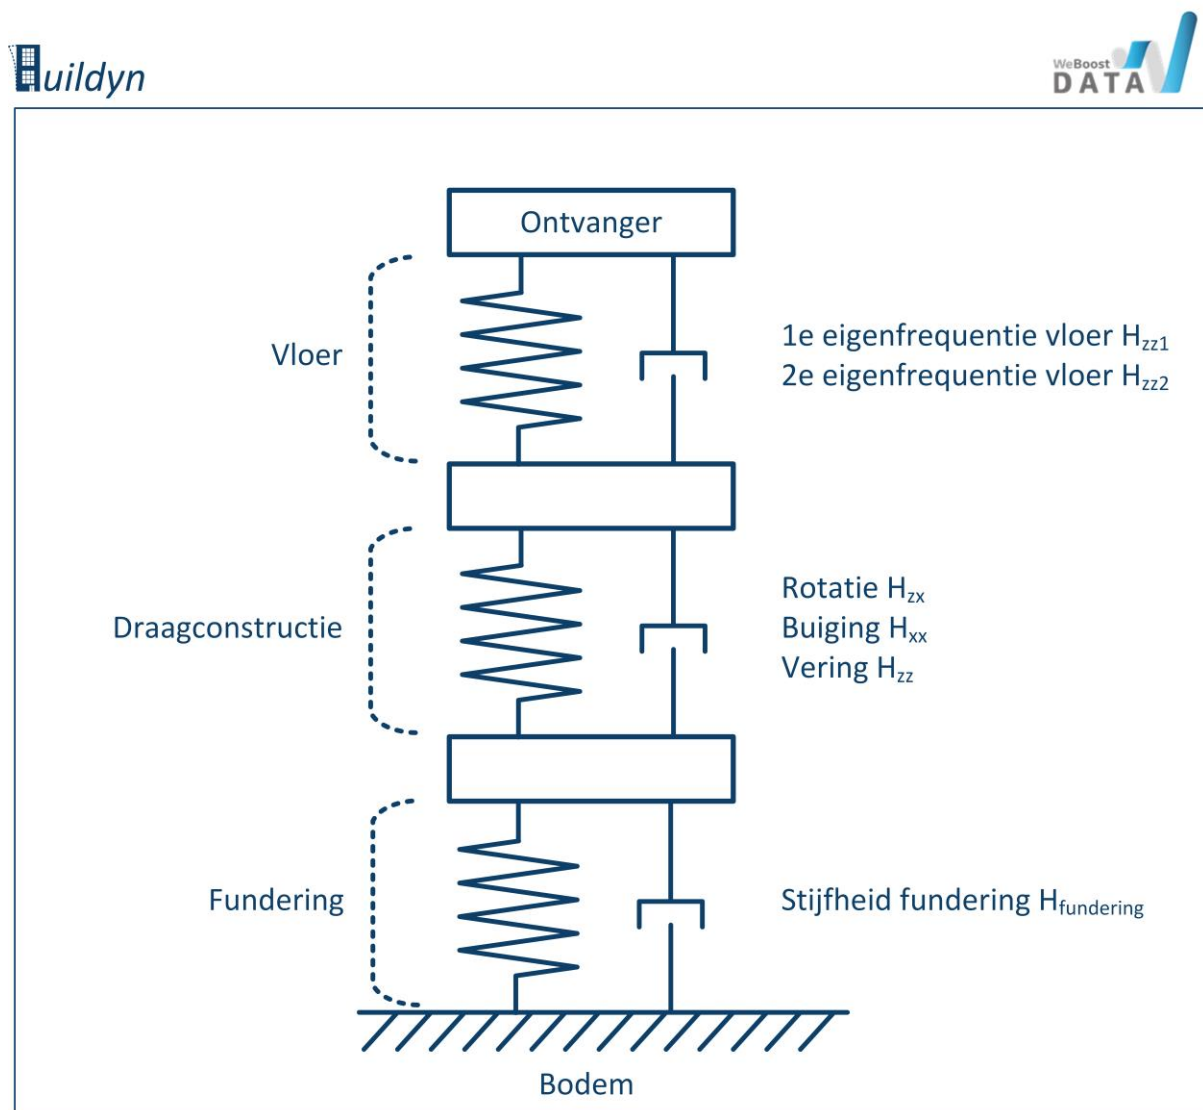 Buildyn
WeBoost
DATA
Ontvanger
Vloer
1e eigenfrequentie vloer Hzz1
2e eigenfrequentie vloer Hzz2
Draagconstructie
Rotatie Hzx
Buiging Hxx
Vering Hzz
Fundering
Stijfheid fundering Hfundering
Bodem